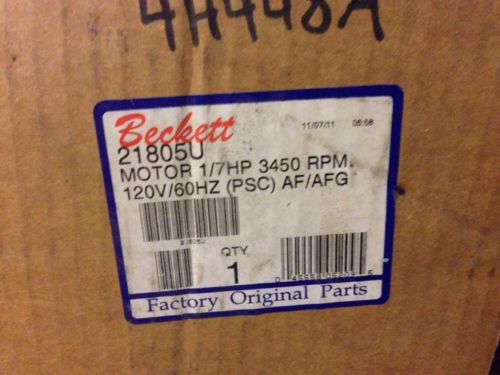 4H448A
Beckett
11/07/11 05:58
21805U
MOTOR 1/7HP 3450 RPM.
120V/60HZ (PSC) AF/AFG
21805U
QTY
1
Factory Original Parts